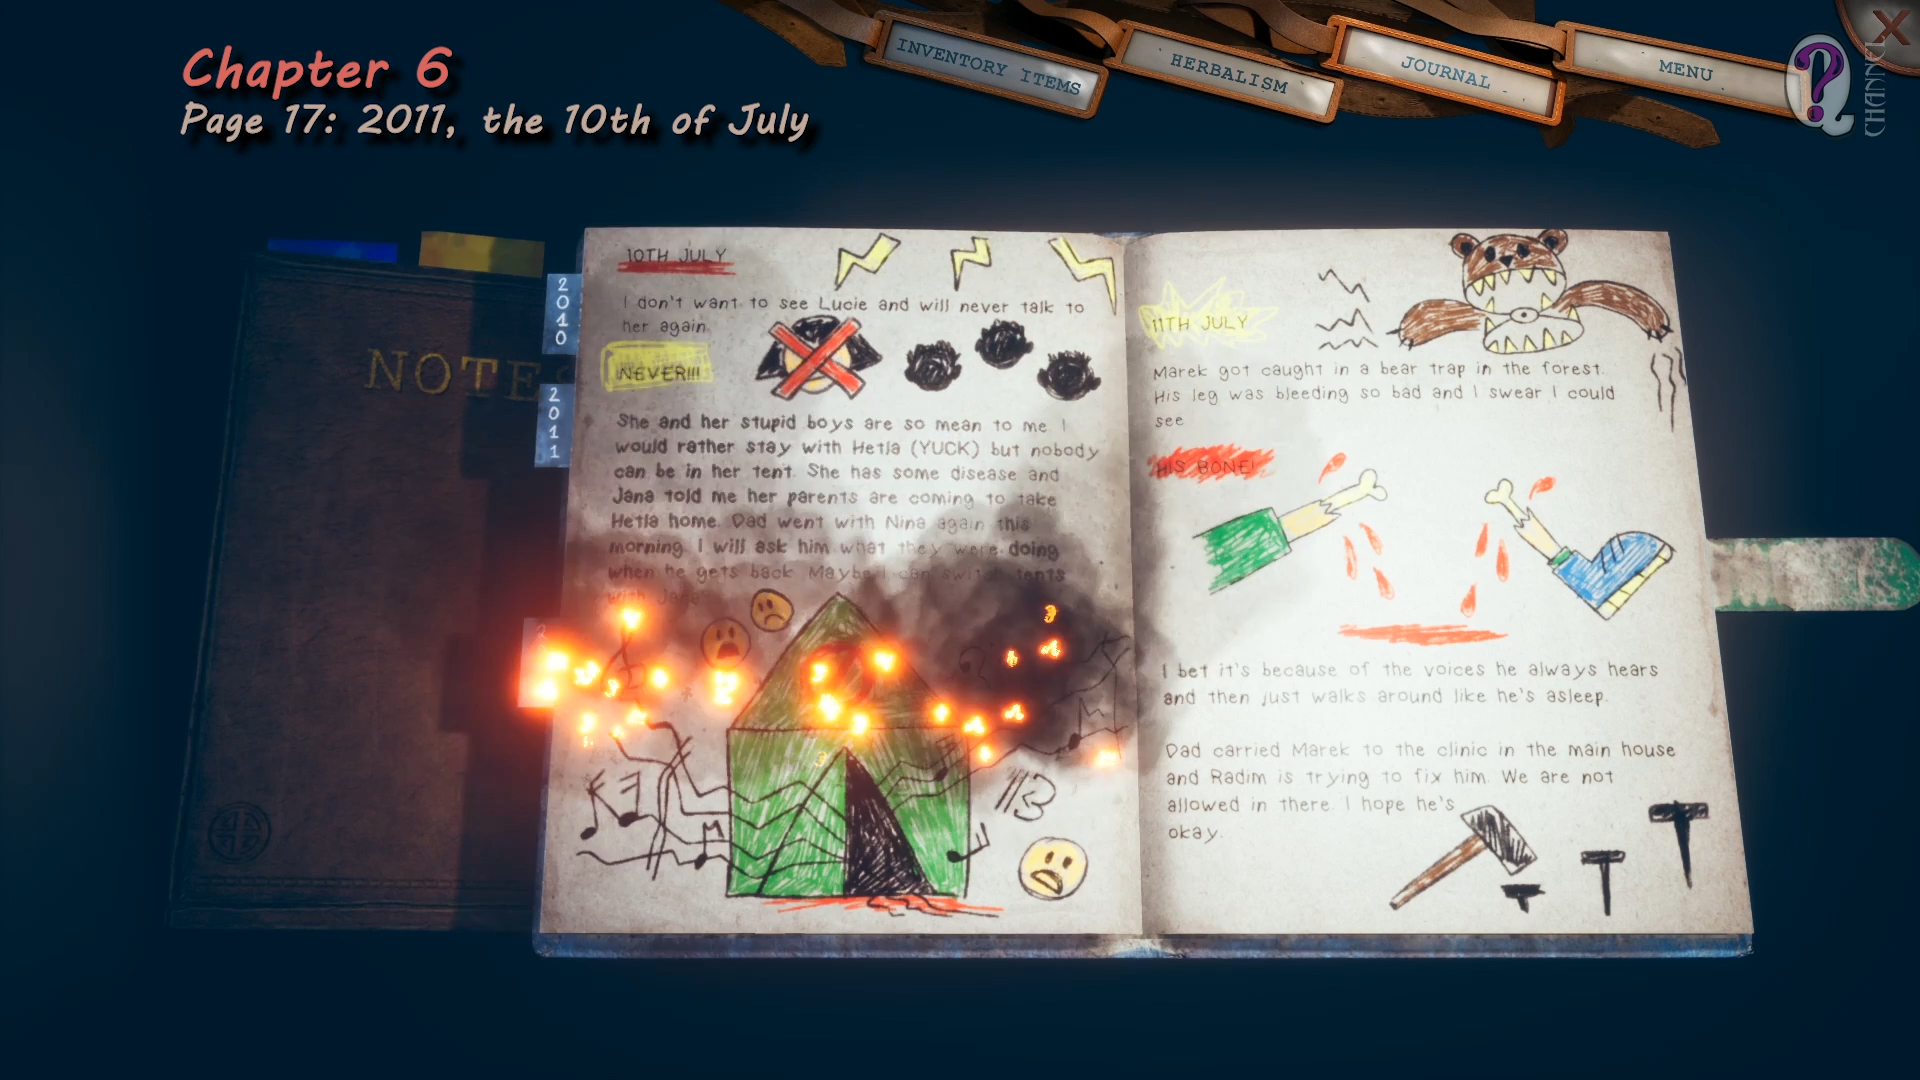 Chapter 6
Page 17: 2011, the 10th of July
INVENTORY ITEMS
HERBALISM
JOURNAL
MENU
CHANNEL
NOTE
2010
2011
10TH JULY
I don't want to see Lucie and will never talk to
her again.
NEVER!!!
She and her stupid boys are so mean to me. I
would rather stay with Hetla (YUCK) but nobody
can be in her tent. She has some disease and
Jana told me her parents are coming to take
Hetla home. Dad went with Nina again this
morning. I will ask him what they were doing
when he gets back. Maybe I can switch tents
with Jana
11TH JULY
Marek got caught in a bear trap in the forest.
His leg was bleeding so bad and I swear I could
see
HIS BONE!
I bet it's because of the voices he always hears
and then just walks around like he's asleep.
Dad carried Marek to the clinic in the main house
and Radim is trying to fix him. We are not
allowed in there. I hope he's
okay.